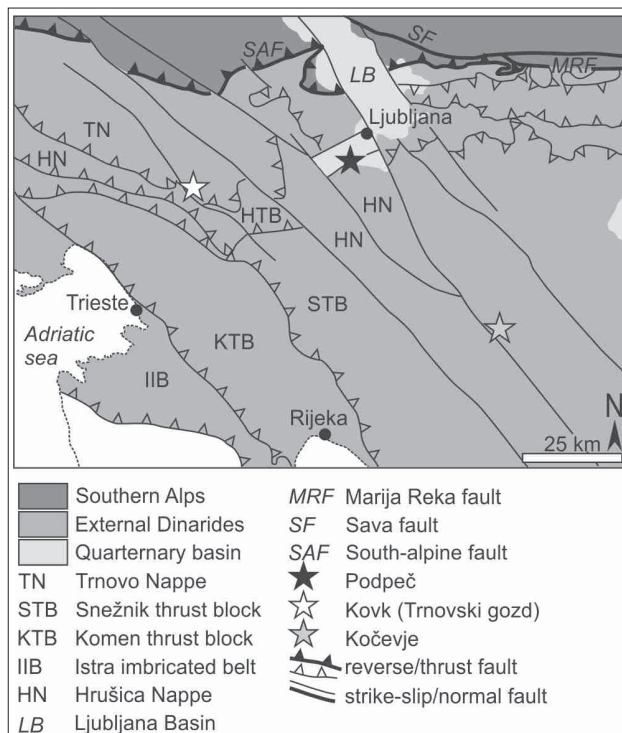 SAF
SF
LB
MRF
Ljubljana
TN
HN
HTB
HN
HN
Trieste
STB
Adriatic
sea
KTB
IIB
Rijeka
N
25 km
Southern Alps
External Dinarides
Quarternary basin
TN Trnovo Nappe
STB Snežnik thrust block
KTB Komen thrust block
IIB Istra imbricated belt
HN Hrušica Nappe
LB Ljubljana Basin
MRF Marija Reka fault
SF Sava fault
SAF South-alpine fault
Podpeč
Kovk (Trnovski gozd)
Kočevje
reverse/thrust fault
strike-slip/normal fault